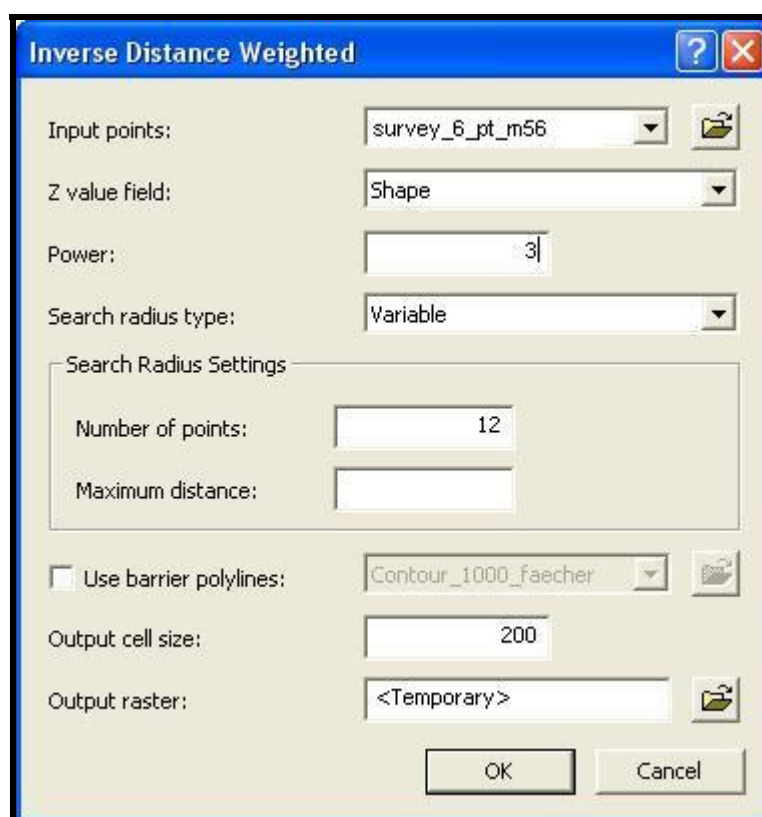 Inverse Distance Weighted
Input points: survey_6_pt_m56
Z value field: Shape
Power: 3
Search radius type: Variable
Search Radius Settings
Number of points: 12
Maximum distance:
Use barrier polylines: Contour_1000_faecher
Output cell size: 200
Output raster: <Temporary>
OK Cancel